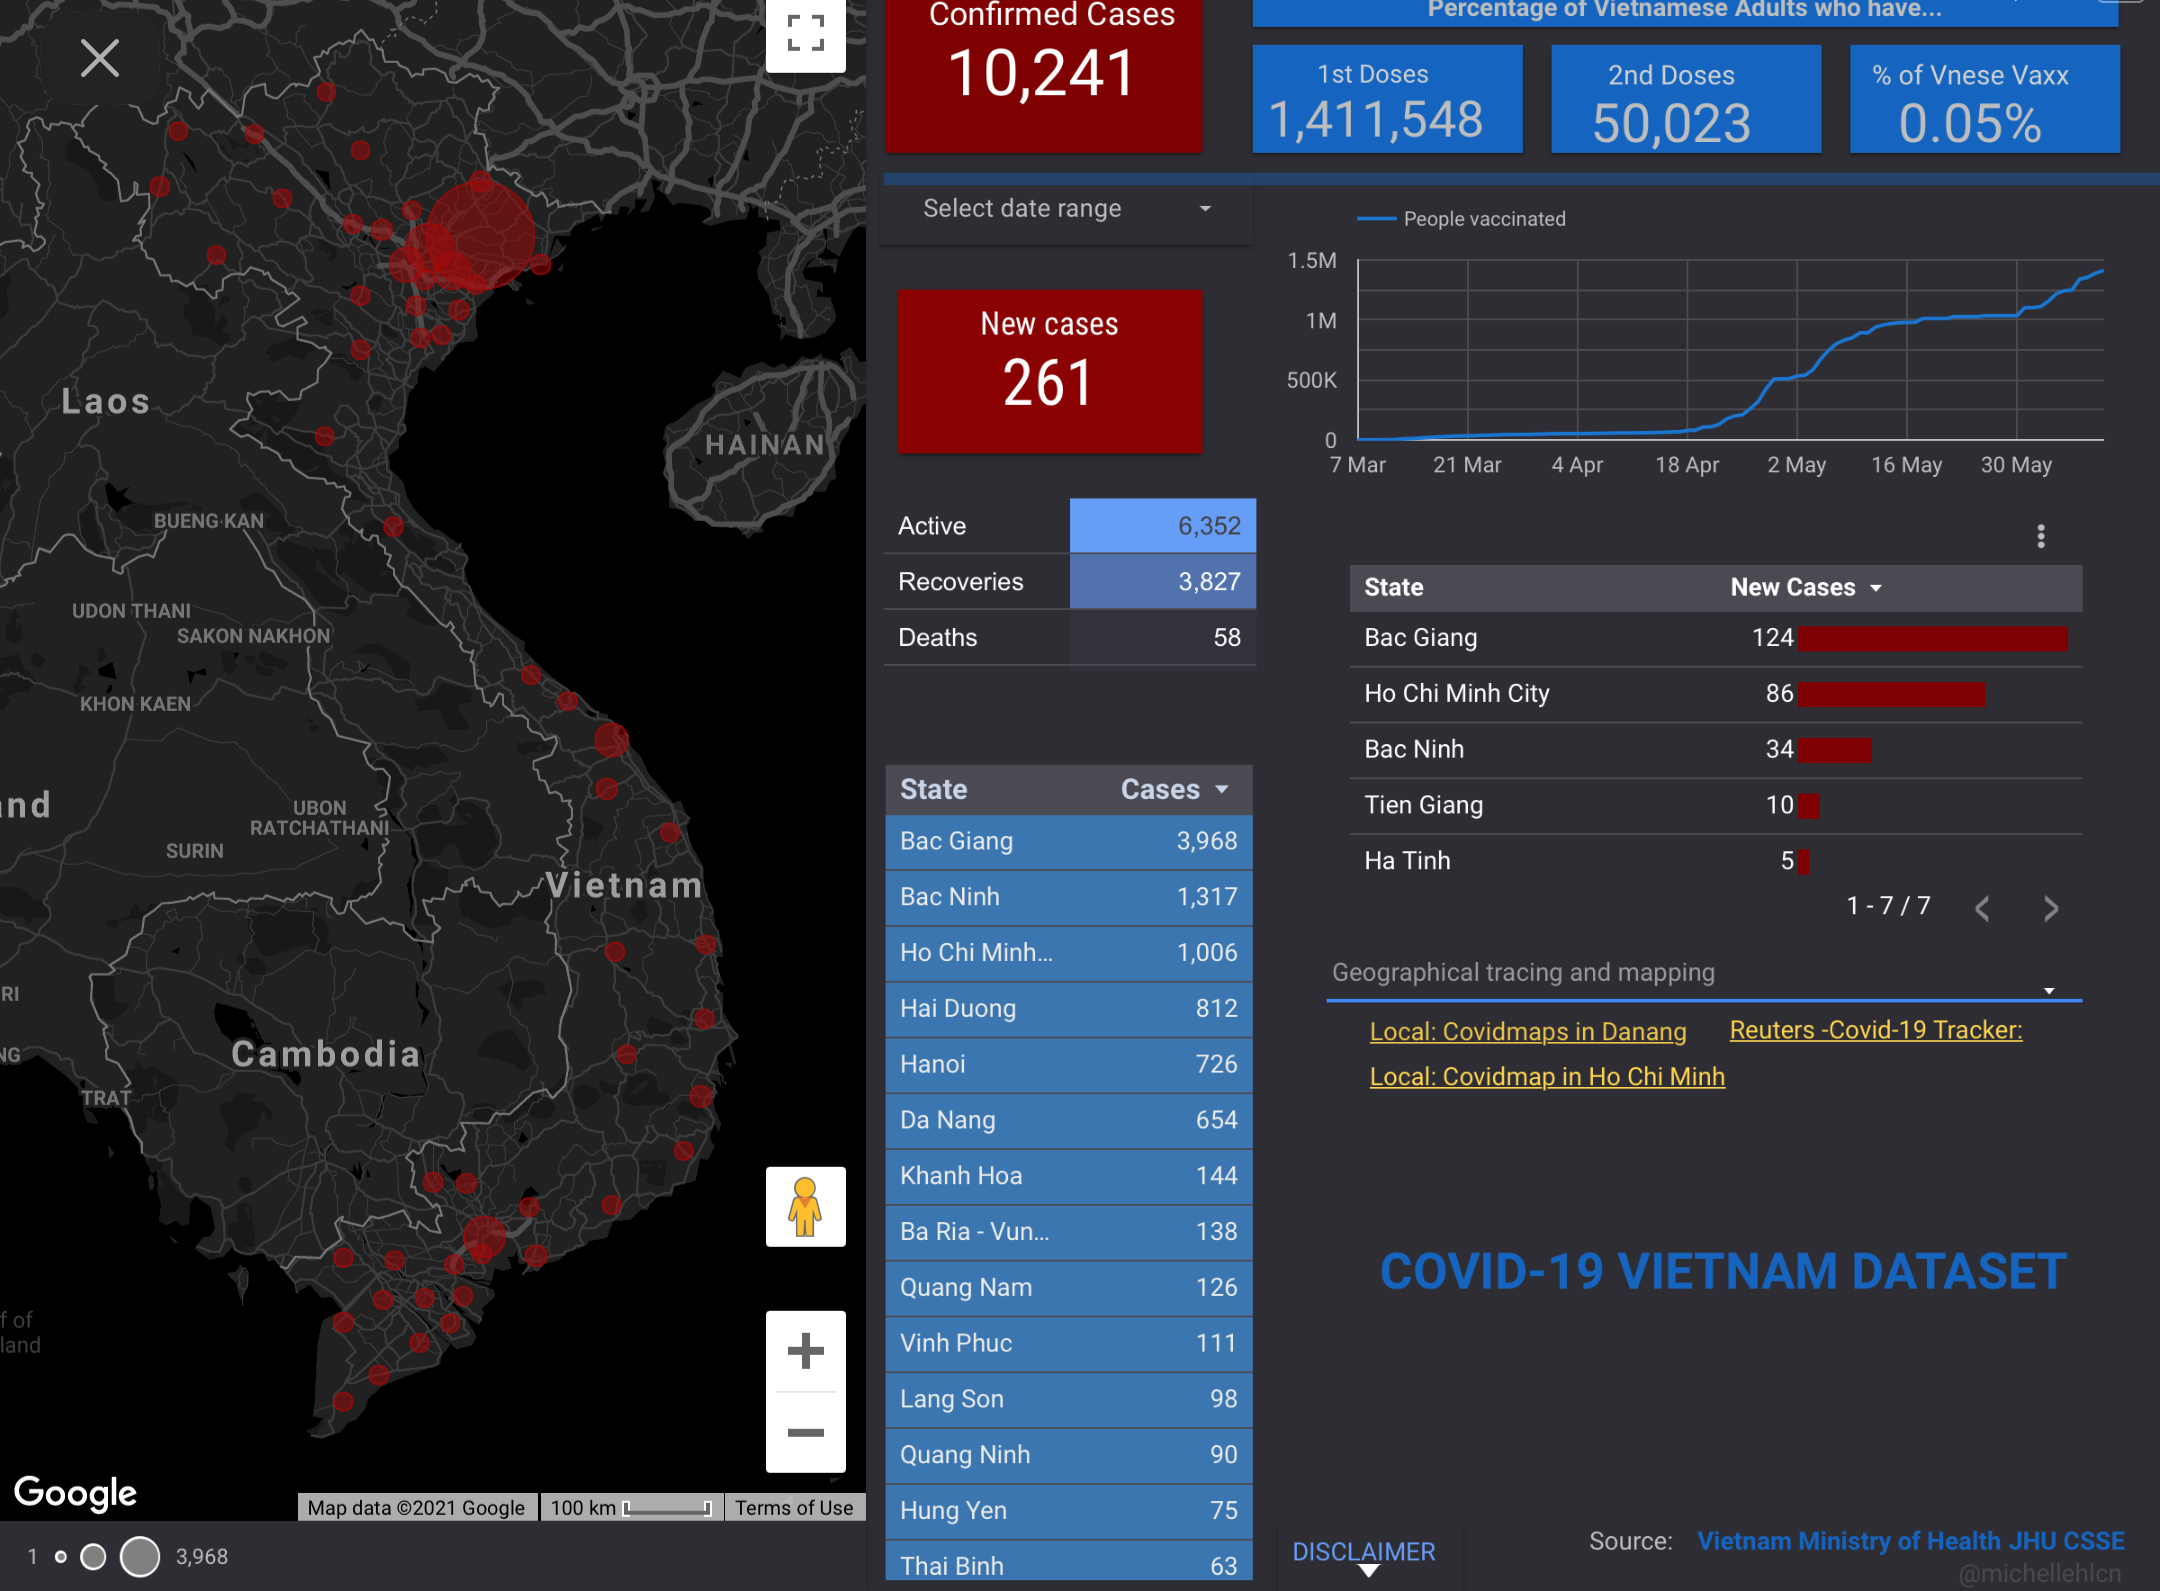 Confirmed Cases
10,241
Percentage of Vietnamese Adults who have...
1st Doses
1,411,548
2nd Doses
50,023
% of Vnese Vaxx
0.05%
Select date range
New cases
261
Active 6,352
Recoveries 3,827
Deaths 58
People vaccinated
1.5M
1M
500K
0
7 Mar 21 Mar 4 Apr 18 Apr 2 May 16 May 30 May
State New Cases
Bac Giang 124
Ho Chi Minh City 86
Bac Ninh 34
Tien Giang 10
Ha Tinh 5
1 - 7 / 7
Geographical tracing and mapping
Local: Covidmaps in Danang
Reuters -Covid-19 Tracker:
Local: Covidmap in Ho Chi Minh
State Cases
Bac Giang 3,968
Bac Ninh 1,317
Ho Chi Minh... 1,006
Hai Duong 812
Hanoi 726
Da Nang 654
Khanh Hoa 144
Ba Ria - Vun... 138
Quang Nam 126
Vinh Phuc 111
Lang Son 98
Quang Ninh 90
Hung Yen 75
Thai Binh 63
COVID-19 VIETNAM DATASET
DISCLAIMER
Source: Vietnam Ministry of Health JHU CSSE
@michellehlcn
Laos
HAINAN
BUENG KAN
UDON THANI
SAKON NAKHON
KHON KAEN
and
UBON
RATCHATHANI
SURIN
Vietnam
RI
Cambodia
NG
TRAT
f of
land
Google
Map data ©2021 Google
100 km
Terms of Use
1 3,968